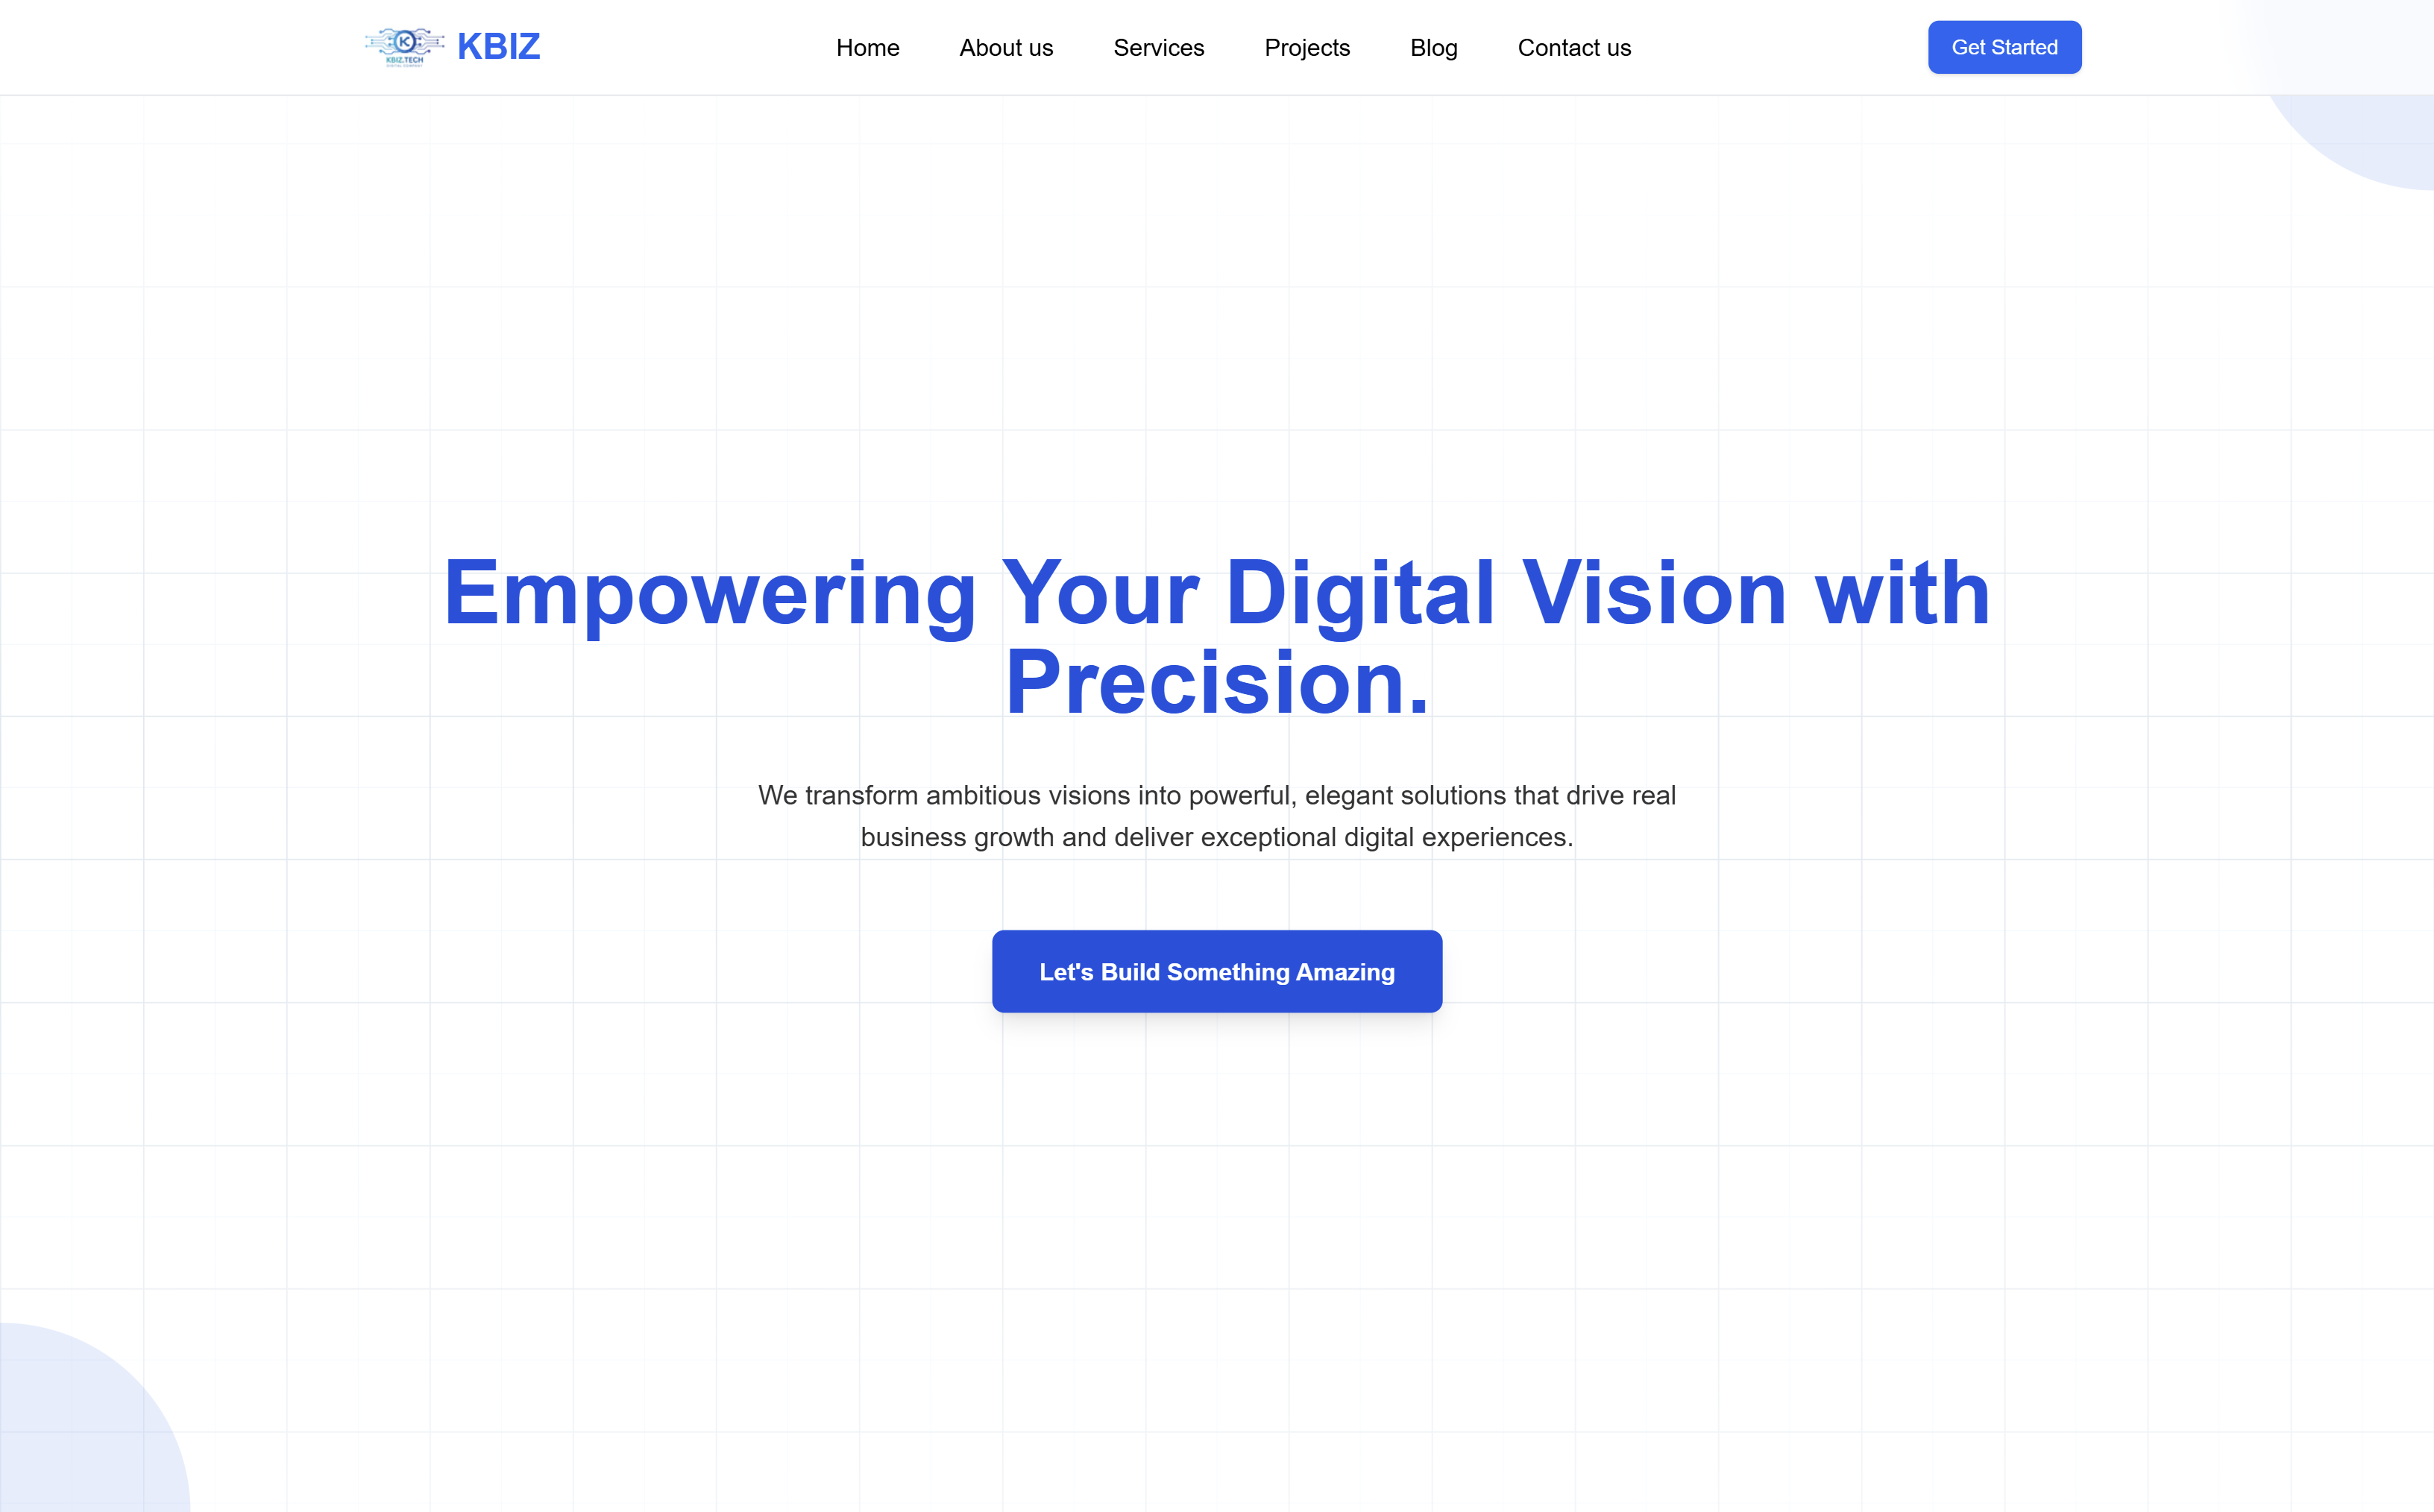 K
KBIZ.TECH
DIGITAL COMPANY
KBIZ
Home
About us
Services
Projects
Blog
Contact us
Get Started
Empowering Your Digital Vision with
Precision.
We transform ambitious visions into powerful, elegant solutions that drive real
business growth and deliver exceptional digital experiences.
Let's Build Something Amazing